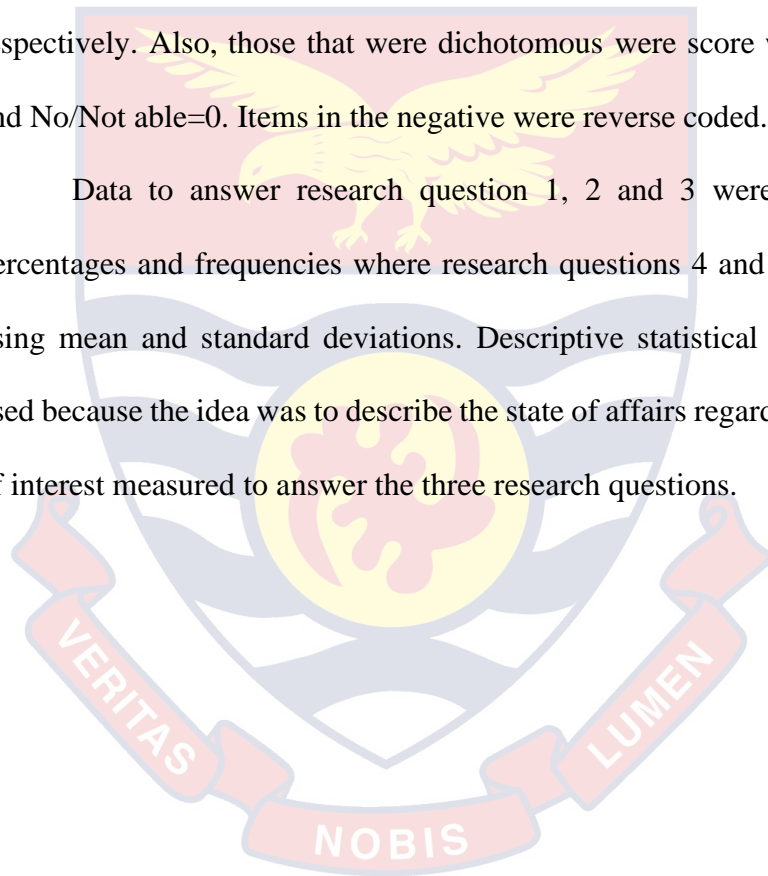 espectively. Also, those that were dichotomous were score
nd No/Not able=0. Items in the negative were reverse coded.
Data to answer research question 1, 2 and 3 were
ercentages and frequencies where research questions 4 and
sing mean and standard deviations. Descriptive statistical
sed because the idea was to describe the state of affairs regard
f interest measured to answer the three research questions.
VERITAS
NOBIS
LUMEN